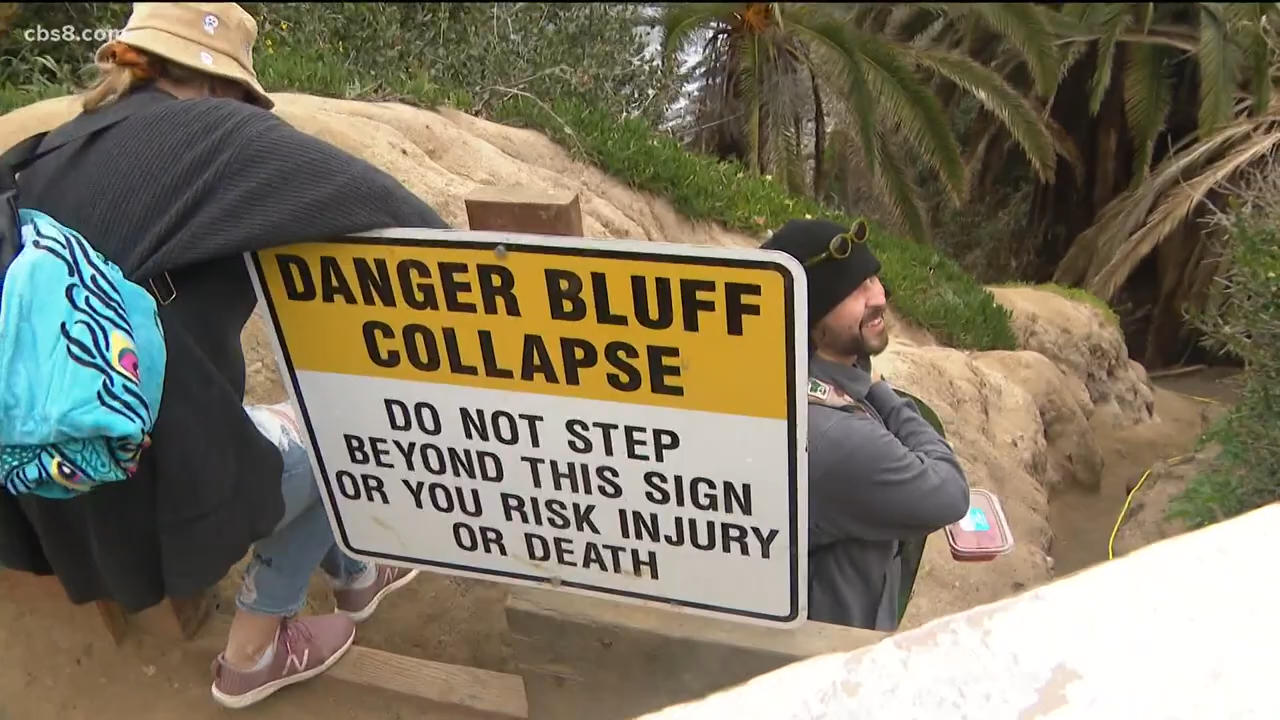 cbs8.com
DANGER BLUFF
COLLAPSE
DO NOT STEP
BEYOND THIS SIGN
OR YOU RISK INJURY
OR DEATH